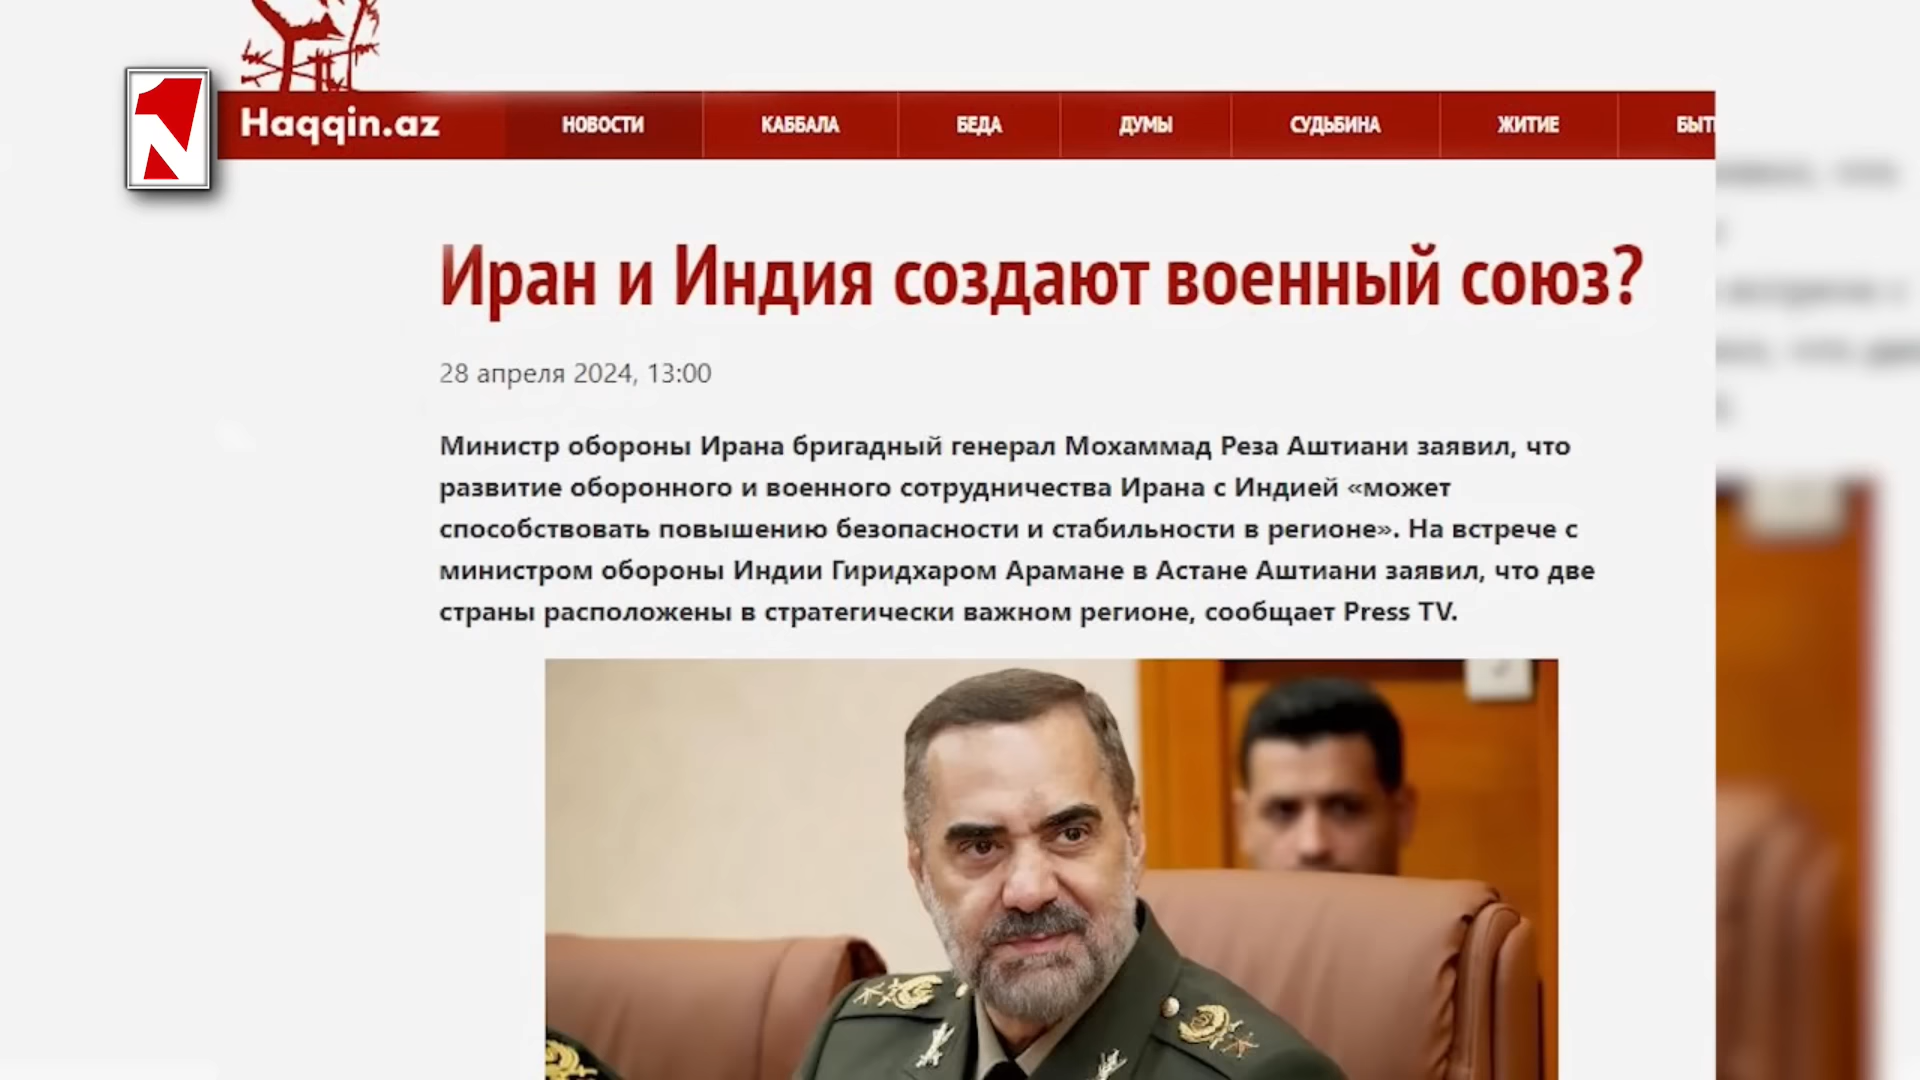 Haqqin.az
НОВОСТИ
КАББАЛА
БЕДА
ДУМЫ
СУДЬБИНА
ЖИТИЕ
Иран и Индия создают военный союз?
28 апреля 2024, 13:00
Министр обороны Ирана бригадный генерал Мохаммад Реза Аштиани заявил, что
развитие оборонного и военного сотрудничества Ирана с Индией «может
способствовать повышению безопасности и стабильности в регионе». На встрече с
министром обороны Индии Гиридхаром Арамане в Астане Аштиани заявил, что две
страны расположены в стратегически важном регионе, сообщает Press TV.